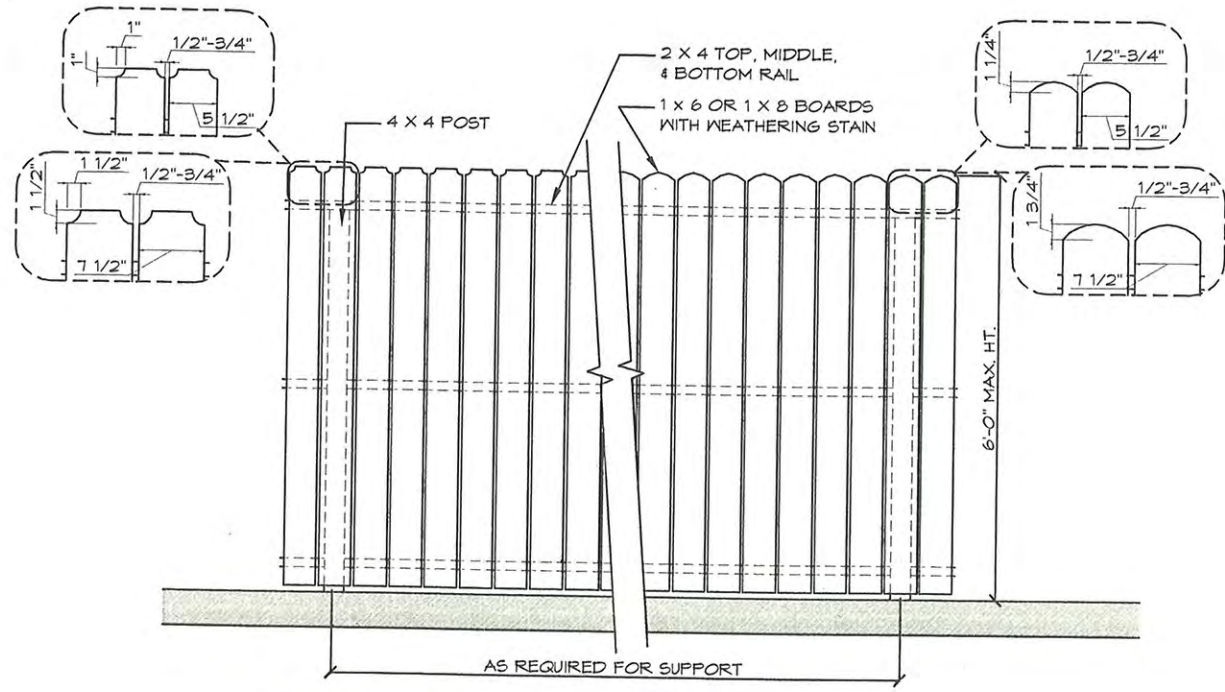 1"
1/2"-3/4"
1"
5 1/2"
1 1/2"
1/2"-3/4"
1 1/2"
7 1/2"
4 X 4 POST
2 X 4 TOP, MIDDLE,
& BOTTOM RAIL
1 x 6 OR 1 X 8 BOARDS
WITH WEATHERING STAIN
1/2"-3/4"
1 1/4"
5 1/2"
1/2"-3/4"
1 3/4"
7 1/2"
6'-0" MAX. HT.
AS REQUIRED FOR SUPPORT